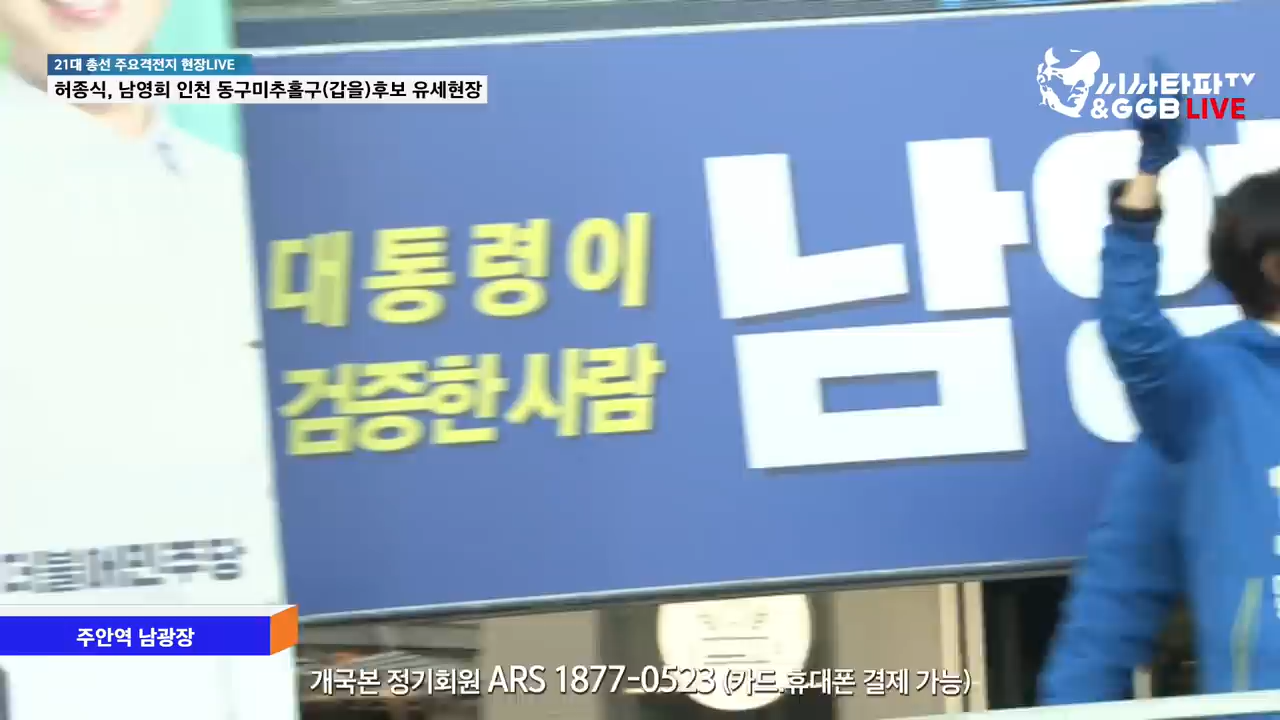 21대 총선 주요격전지 현장LIVE
허종식, 남영희 인천 동구미추홀구(갑을)후보 유세현장
씨사타파TV
&GGB LIVE
대통령이
검증한사람
남영
더불어민주당
주안역 남광장
개국본 정기회원 ARS 1877-0523 (카드.휴대폰 결제 가능)